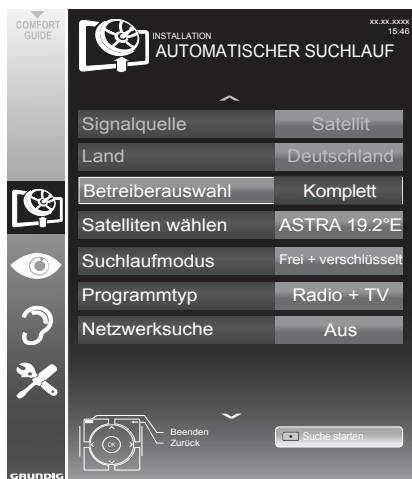 COMFORT
GUIDE
xx.xx.xxxx
15:46
INSTALLATION
AUTOMATISCHER SUCHLAUF
Signalquelle Satellit
Land Deutschland
Betreiberauswahl Komplett
Satelliten wählen ASTRA 19.2°E
Suchlaufmodus Frei + verschlüsselt
Programmtyp Radio + TV
Netzwerksuche Aus
Beenden
Zurück
OK
Suche starten
GRUNDIG